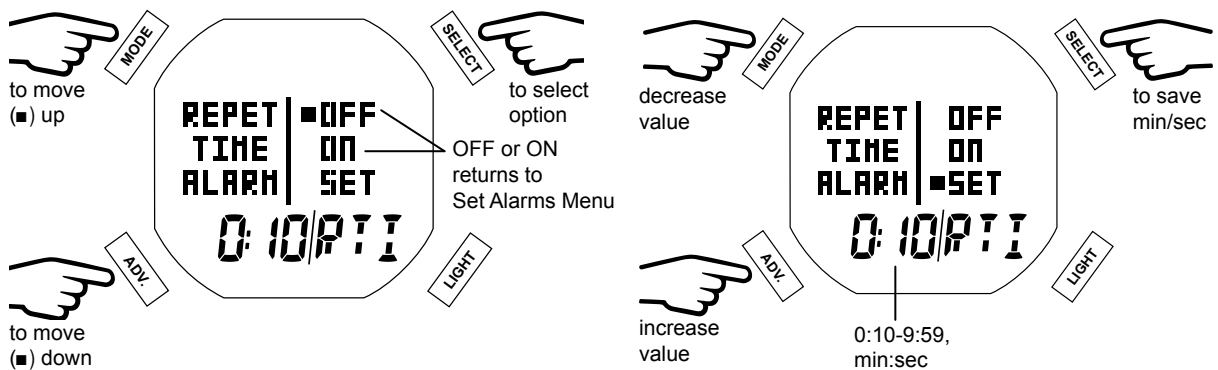 MODE
SELECT
to move
(■) up
to select
option
REPET ■OFF
TIME ON
ALARM SET
0:10 RTI
OFF or ON
returns to
Set Alarms Menu
ADV.
LIGHT
to move
(■) down
MODE
SELECT
decrease
value
to save
min/sec
REPET OFF
TIME ON
ALARM ■SET
0:10 RTI
ADV.
LIGHT
increase
value
0:10-9:59,
min:sec